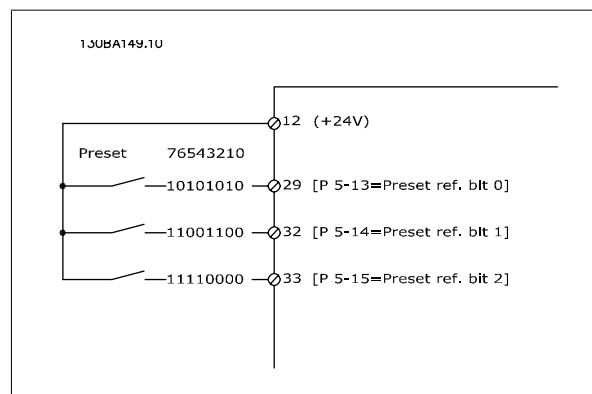 130BA149.10
12 (+24V)
Preset 76543210
10101010 29 [P 5-13=Preset ref. bit 0]
11001100 32 [P 5-14=Preset ref. bit 1]
11110000 33 [P 5-15=Preset ref. bit 2]